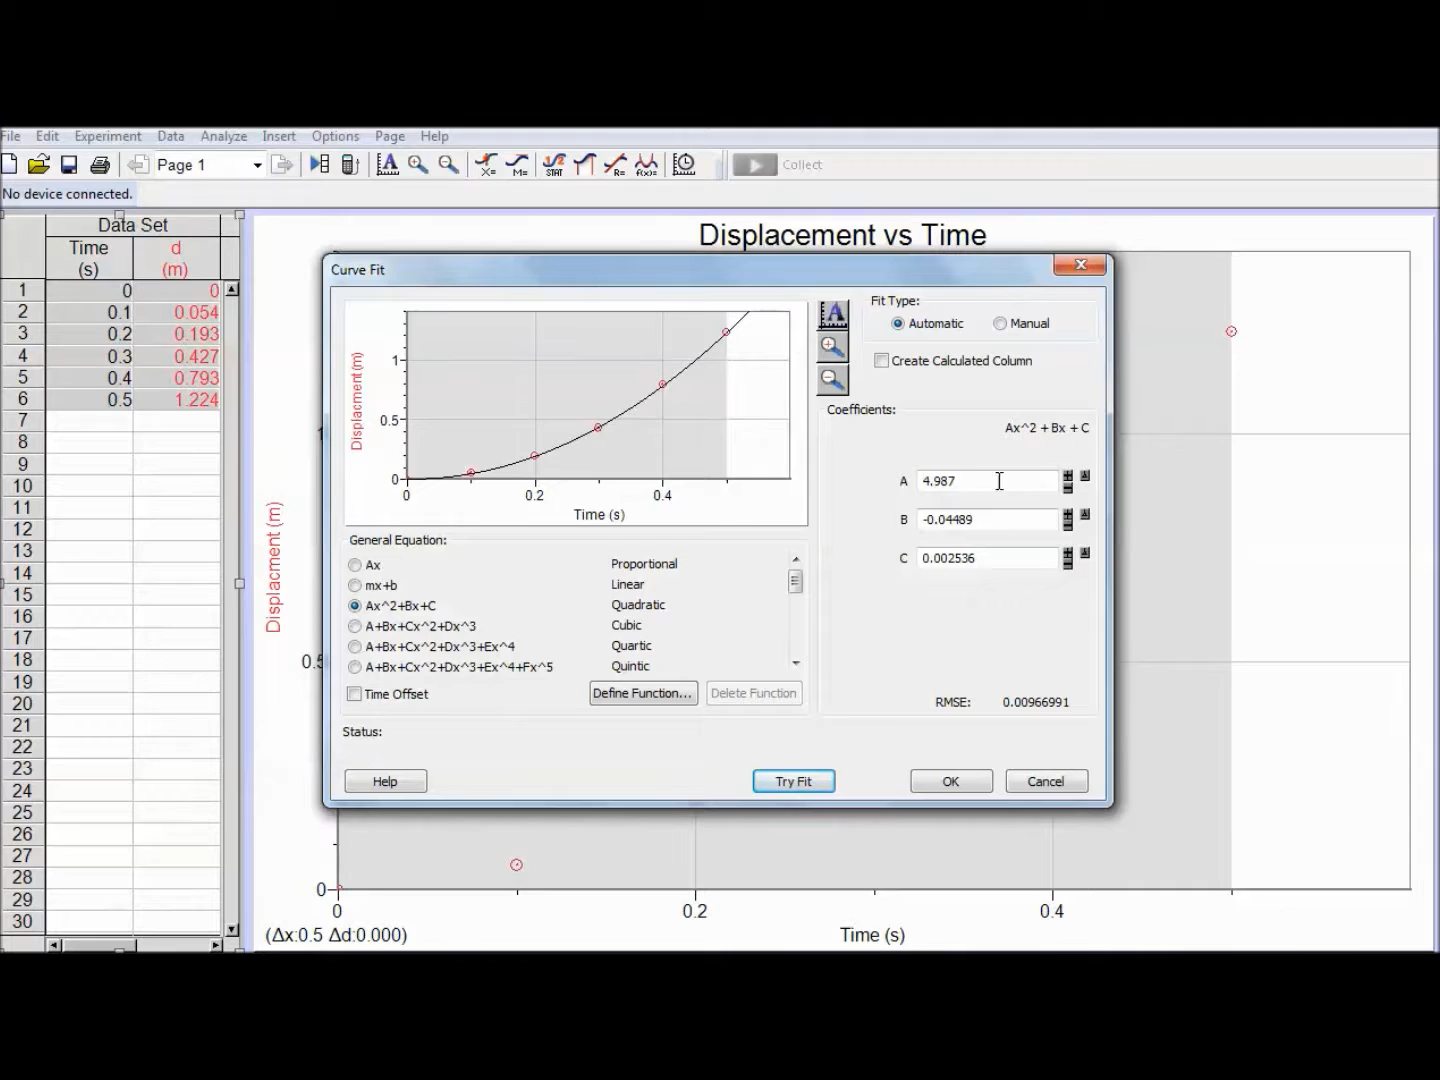 File Edit Experiment Data Analyze Insert Options Page Help
Page 1
X= M= STAT R= f(x)= Collect
No device connected.
Data Set
Time d
(s) (m)
1 0 0
2 0.1 0.054
3 0.2 0.193
4 0.3 0.427
5 0.4 0.793
6 0.5 1.224
7
8
9
10
11
12
13
14
15
16
17
18
19
20
21
22
23
24
25
26
27
28
29
30
Displacement vs Time
Curve Fit
Displacment (m)
1
0.5
0
0 0.2 0.4
Time (s)
Fit Type:
Automatic Manual
Create Calculated Column
Coefficients:
Ax^2 + Bx + C
A 4.987
B -0.04489
C 0.002536
RMSE: 0.00966991
General Equation:
Ax Proportional
mx+b Linear
Ax^2+Bx+C Quadratic
A+Bx+Cx^2+Dx^3 Cubic
A+Bx+Cx^2+Dx^3+Ex^4 Quartic
A+Bx+Cx^2+Dx^3+Ex^4+Fx^5 Quintic
Time Offset Define Function... Delete Function
Status:
Help Try Fit OK Cancel
Displacment (m)
1
0.5
0
0 0.2 0.4
(Δx:0.5 Δd:0.000) Time (s)